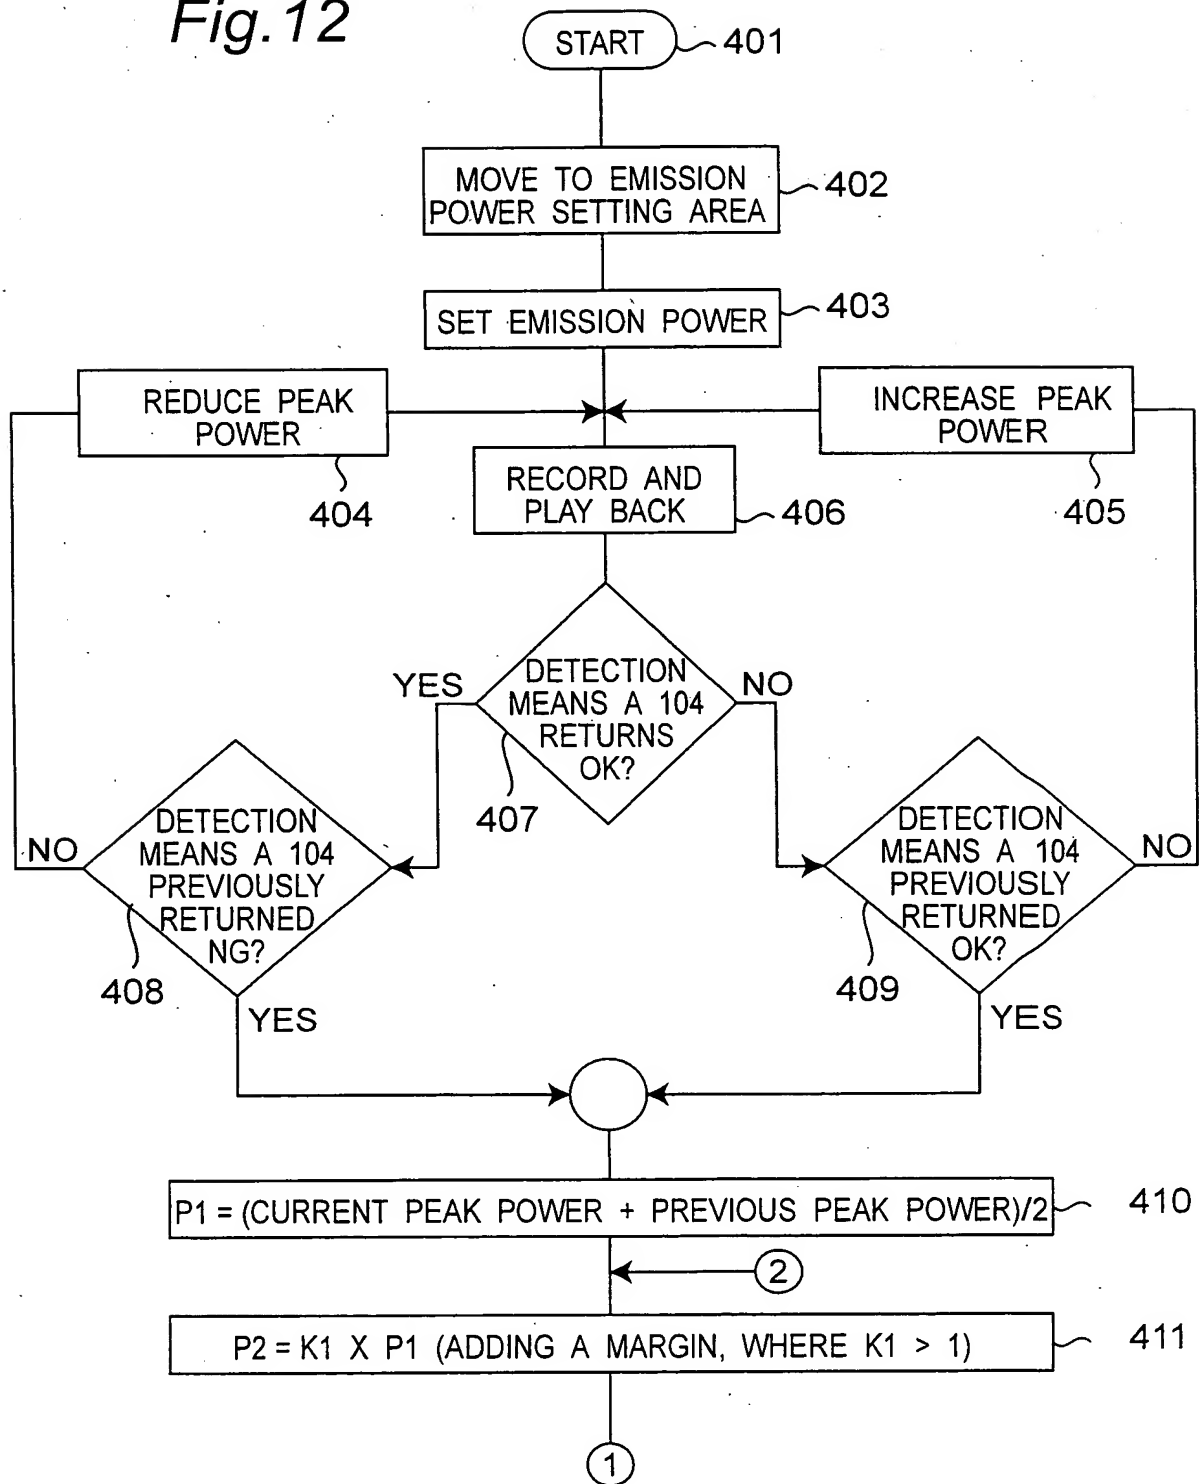 Fig.12
START
401
MOVE TO EMISSION
POWER SETTING AREA
402
SET EMISSION POWER
403
REDUCE PEAK
POWER
404
INCREASE PEAK
POWER
405
RECORD AND
PLAY BACK
406
DETECTION
MEANS A 104
RETURNS
OK?
YES
NO
407
DETECTION
MEANS A 104
PREVIOUSLY
RETURNED
NG?
NO
408
YES
DETECTION
MEANS A 104
PREVIOUSLY
RETURNED
OK?
NO
409
YES
P1 = (CURRENT PEAK POWER + PREVIOUS PEAK POWER)/2
410
2
P2 = K1 X P1 (ADDING A MARGIN, WHERE K1 > 1)
411
1